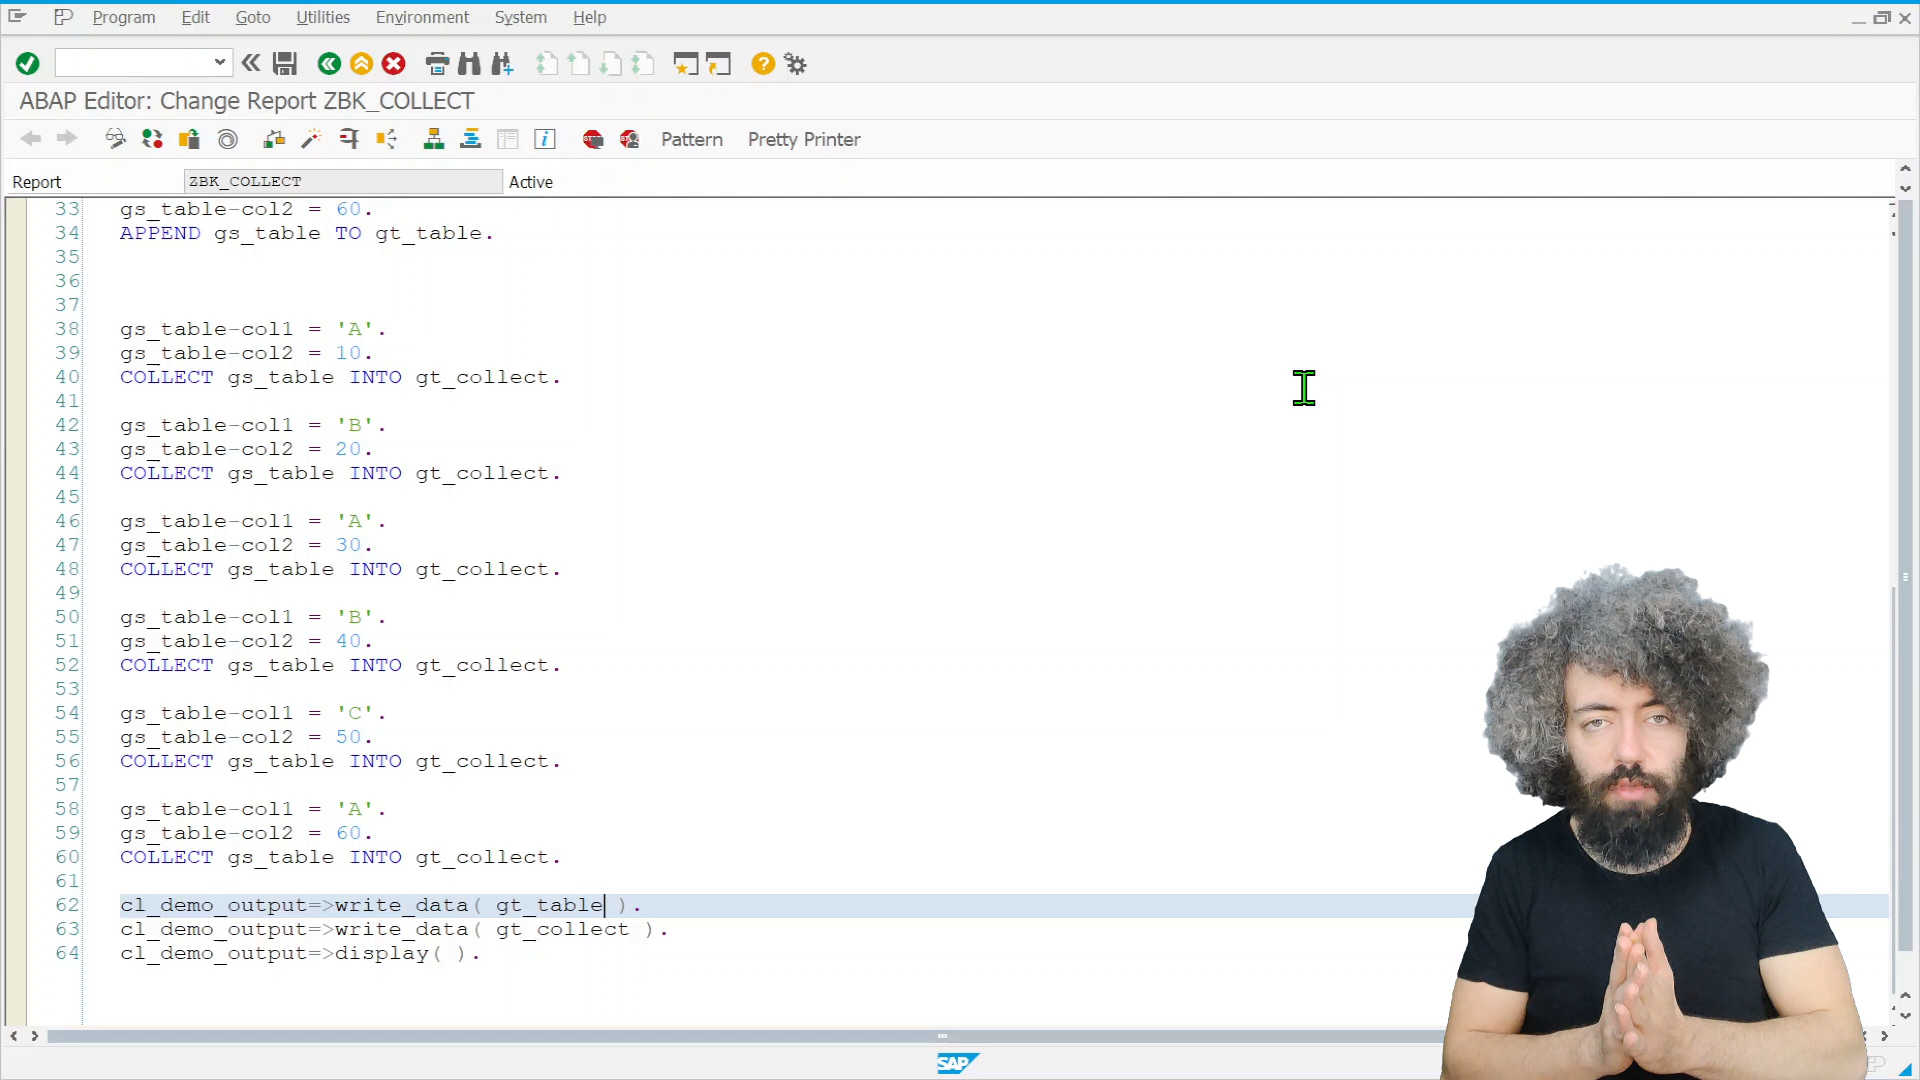 Program Edit Goto Utilities Environment System Help
ABAP Editor: Change Report ZBK_COLLECT
Pattern Pretty Printer
Report ZBK_COLLECT Active
33 gs_table-col2 = 60.
34 APPEND gs_table TO gt_table.
35
36
37
38 gs_table-col1 = 'A'.
39 gs_table-col2 = 10.
40 COLLECT gs_table INTO gt_collect.
41
42 gs_table-col1 = 'B'.
43 gs_table-col2 = 20.
44 COLLECT gs_table INTO gt_collect.
45
46 gs_table-col1 = 'A'.
47 gs_table-col2 = 30.
48 COLLECT gs_table INTO gt_collect.
49
50 gs_table-col1 = 'B'.
51 gs_table-col2 = 40.
52 COLLECT gs_table INTO gt_collect.
53
54 gs_table-col1 = 'C'.
55 gs_table-col2 = 50.
56 COLLECT gs_table INTO gt_collect.
57
58 gs_table-col1 = 'A'.
59 gs_table-col2 = 60.
60 COLLECT gs_table INTO gt_collect.
61
62 cl_demo_output=>write_data( gt_table ).
63 cl_demo_output=>write_data( gt_collect ).
64 cl_demo_output=>display( ).
SAP